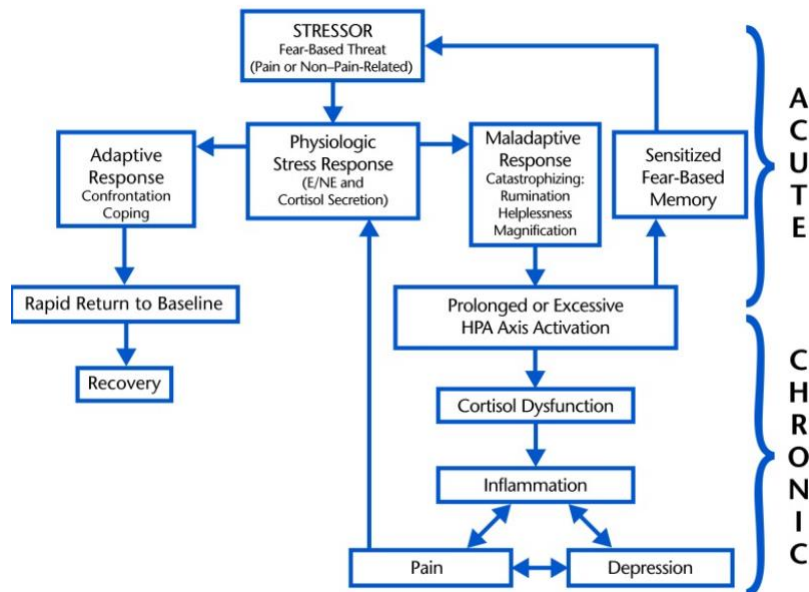 STRESSOR
Fear-Based Threat
(Pain or Non–Pain-Related)
Adaptive
Response
Confrontation
Coping
Physiologic
Stress Response
(E/NE and
Cortisol Secretion)
Maladaptive
Response
Catastrophizing:
Rumination
Helplessness
Magnification
Sensitized
Fear-Based
Memory
ACUTE
Rapid Return to Baseline
Prolonged or Excessive
HPA Axis Activation
Recovery
Cortisol Dysfunction
Inflammation
Pain
Depression
CHRONIC